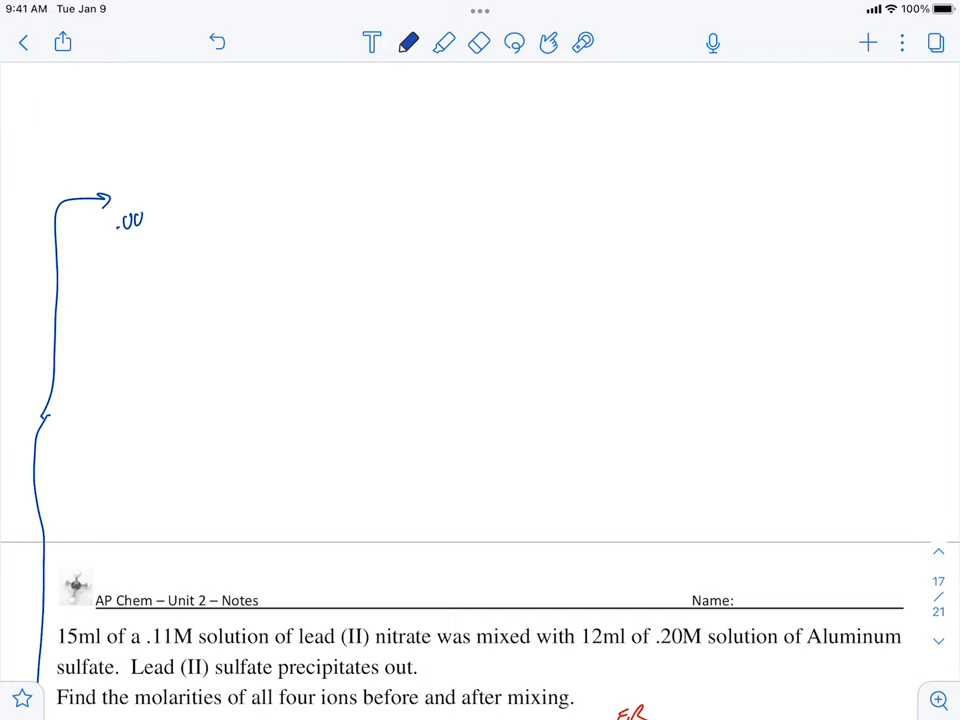 9:41 AM Tue Jan 9
100%
.00
AP Chem – Unit 2 – Notes
Name:
17
/
21
15ml of a .11M solution of lead (II) nitrate was mixed with 12ml of .20M solution of Aluminum
sulfate. Lead (II) sulfate precipitates out.
Find the molarities of all four ions before and after mixing.